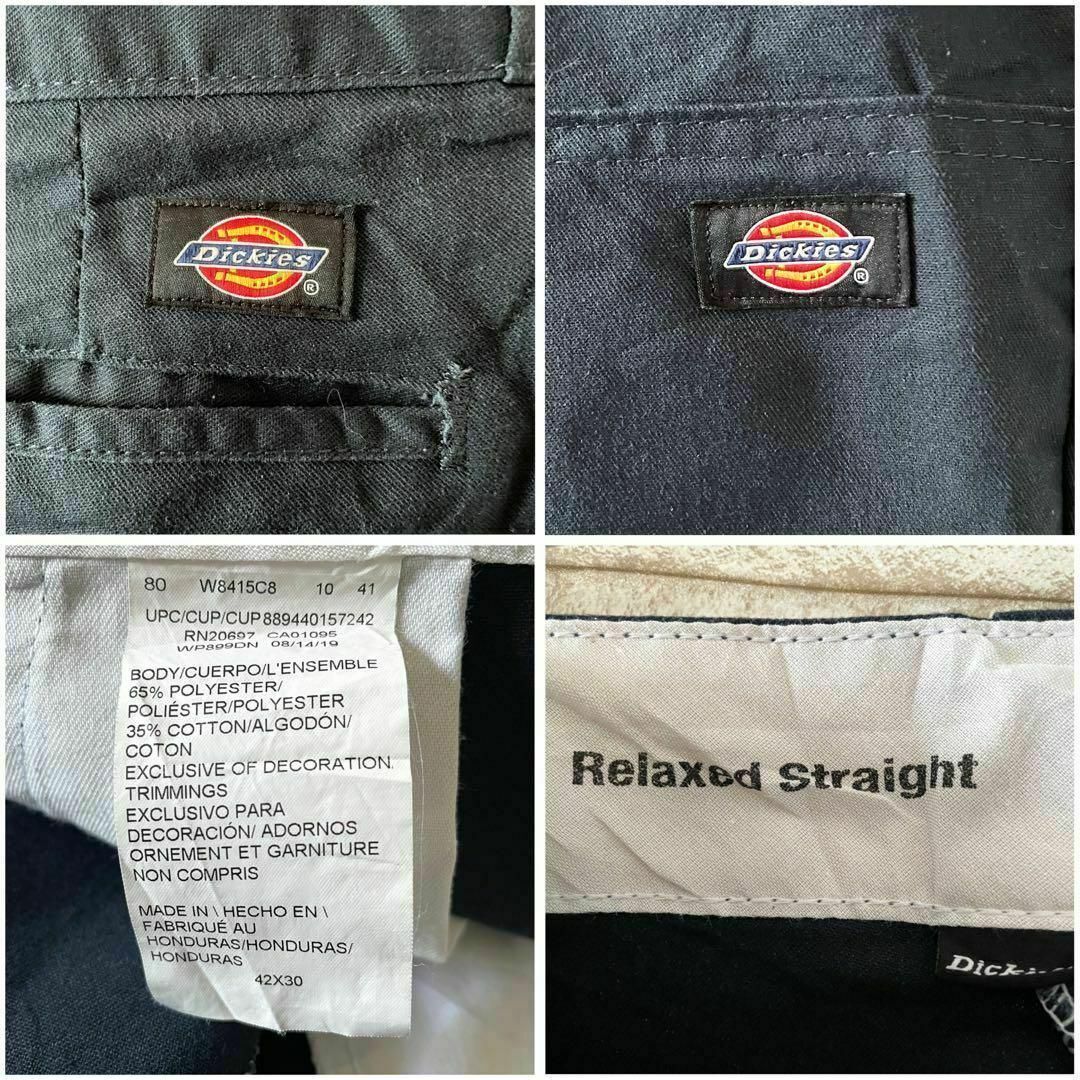 Dickies
®
Dickies
®
80 W8415C8 10 41
UPC/CUP/CUP889440157242
RN20697 CA01095
WP899DN 08/14/19
BODY/CUERPO/L'ENSEMBLE
65% POLYESTER/
POLIÉSTER/POLYESTER
35% COTTON/ALGODÓN/
COTON
EXCLUSIVE OF DECORATION.
TRIMMINGS
EXCLUSIVO PARA
DECORACIÓN/ ADORNOS
ORNEMENT ET GARNITURE
NON COMPRIS
MADE IN \ HECHO EN \
FABRIQUÉ AU
HONDURAS/HONDURAS/
HONDURAS
42X30
Relaxed Straight